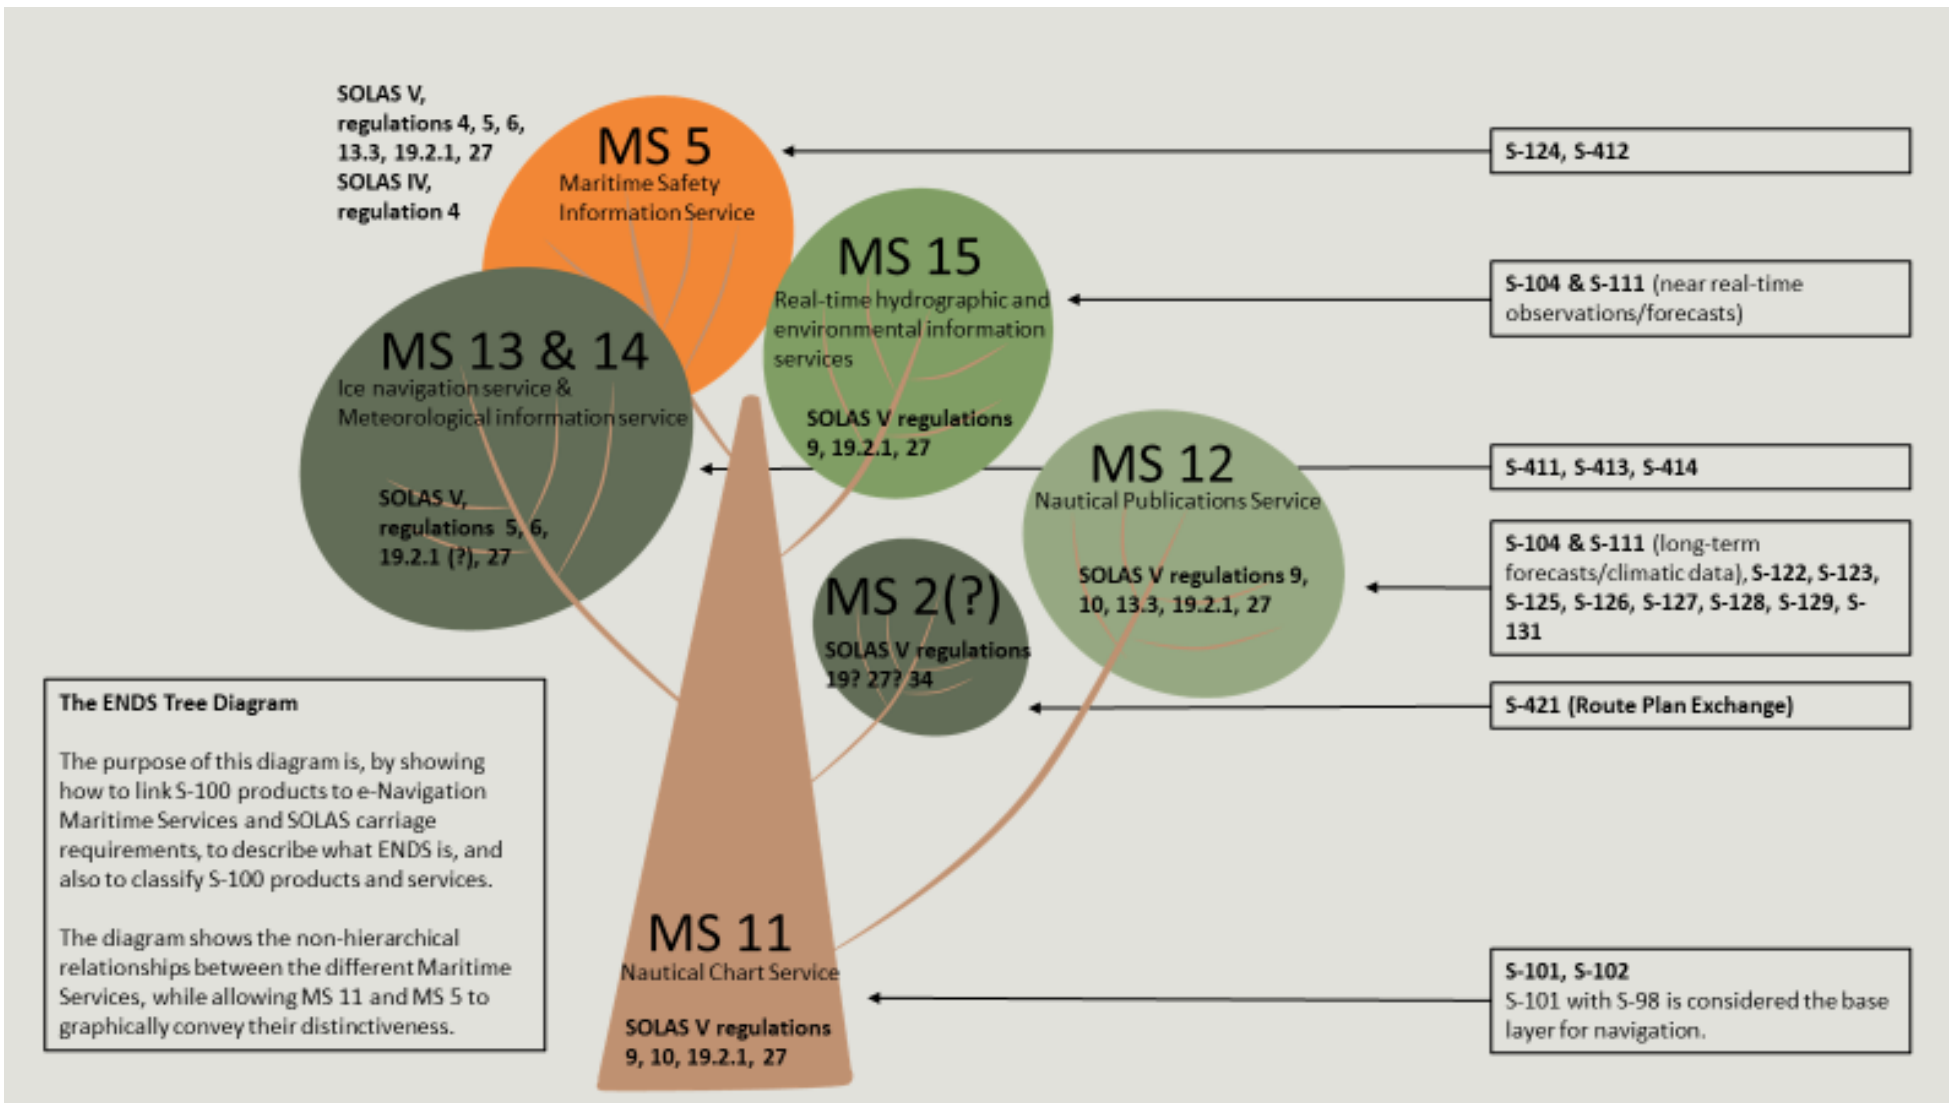 SOLAS V,
regulations 4, 5, 6,
13.3, 19.2.1, 27
SOLAS IV,
regulation 4
MS 5
Maritime Safety
Information Service
S-124, S-412
MS 15
Real-time hydrographic and
environmental information
services
SOLAS V regulations
9, 19.2.1, 27
S-104 & S-111 (near real-time
observations/forecasts)
MS 13 & 14
Ice navigation service &
Meteorological information service
SOLAS V,
regulations 5, 6,
19.2.1 (?), 27
S-411, S-413, S-414
MS 12
Nautical Publications Service
SOLAS V regulations 9,
10, 13.3, 19.2.1, 27
S-104 & S-111 (long-term
forecasts/climatic data), S-122, S-123,
S-125, S-126, S-127, S-128, S-129, S-
131
MS 2(?)
SOLAS V regulations
19? 27? 34
S-421 (Route Plan Exchange)
The ENDS Tree Diagram
The purpose of this diagram is, by showing
how to link S-100 products to e-Navigation
Maritime Services and SOLAS carriage
requirements, to describe what ENDS is, and
also to classify S-100 products and services.
The diagram shows the non-hierarchical
relationships between the different Maritime
Services, while allowing MS 11 and MS 5 to
graphically convey their distinctiveness.
MS 11
Nautical Chart Service
SOLAS V regulations
9, 10, 19.2.1, 27
S-101, S-102
S-101 with S-98 is considered the base
layer for navigation.